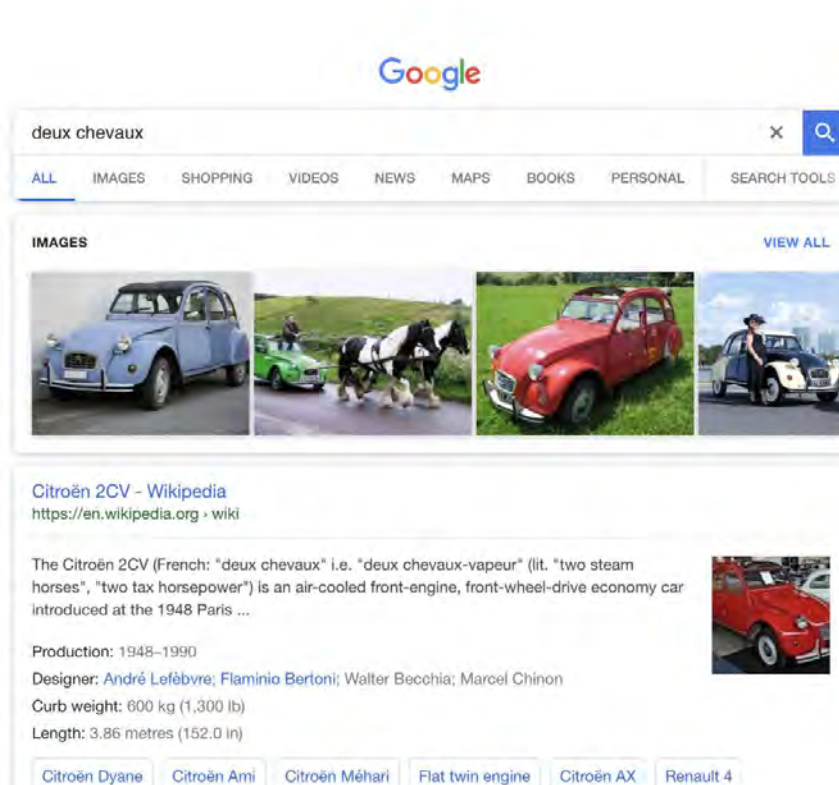 Google
deux chevaux
ALL IMAGES SHOPPING VIDEOS NEWS MAPS BOOKS PERSONAL SEARCH TOOLS
IMAGES VIEW ALL
Citroën 2CV - Wikipedia
https://en.wikipedia.org › wiki
The Citroën 2CV (French: "deux chevaux" i.e. "deux chevaux-vapeur" (lit. "two steam
horses", "two tax horsepower") is an air-cooled front-engine, front-wheel-drive economy car
introduced at the 1948 Paris ...
Production: 1948–1990
Designer: André Lefèbvre; Flaminio Bertoni; Walter Becchia; Marcel Chinon
Curb weight: 600 kg (1,300 lb)
Length: 3.86 metres (152.0 in)
Citroën Dyane Citroën Ami Citroën Méhari Flat twin engine Citroën AX Renault 4